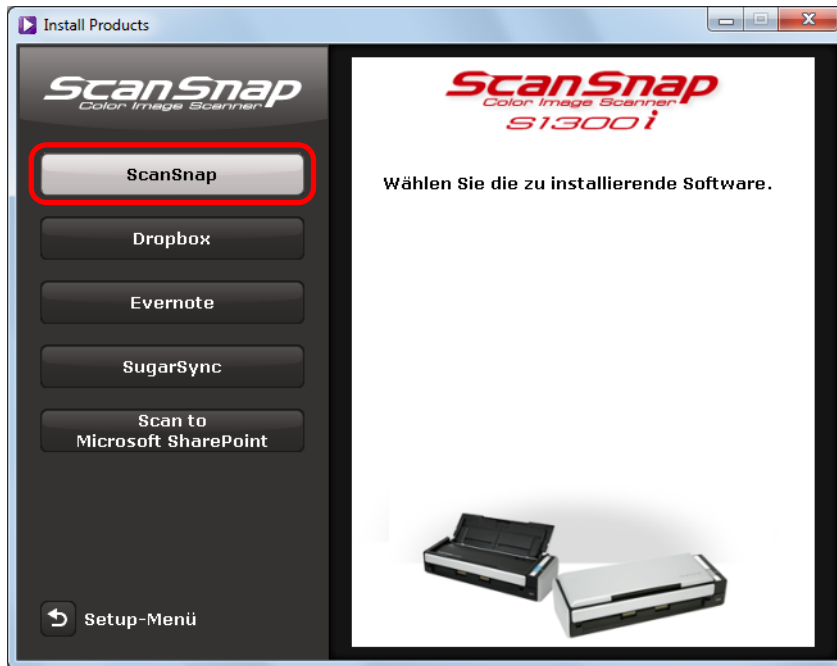 Install Products
ScanSnap
Color Image Scanner
ScanSnap
Dropbox
Evernote
SugarSync
Scan to
Microsoft SharePoint
Setup-Menü
ScanSnap
Color Image Scanner
S1300i
Wählen Sie die zu installierende Software.